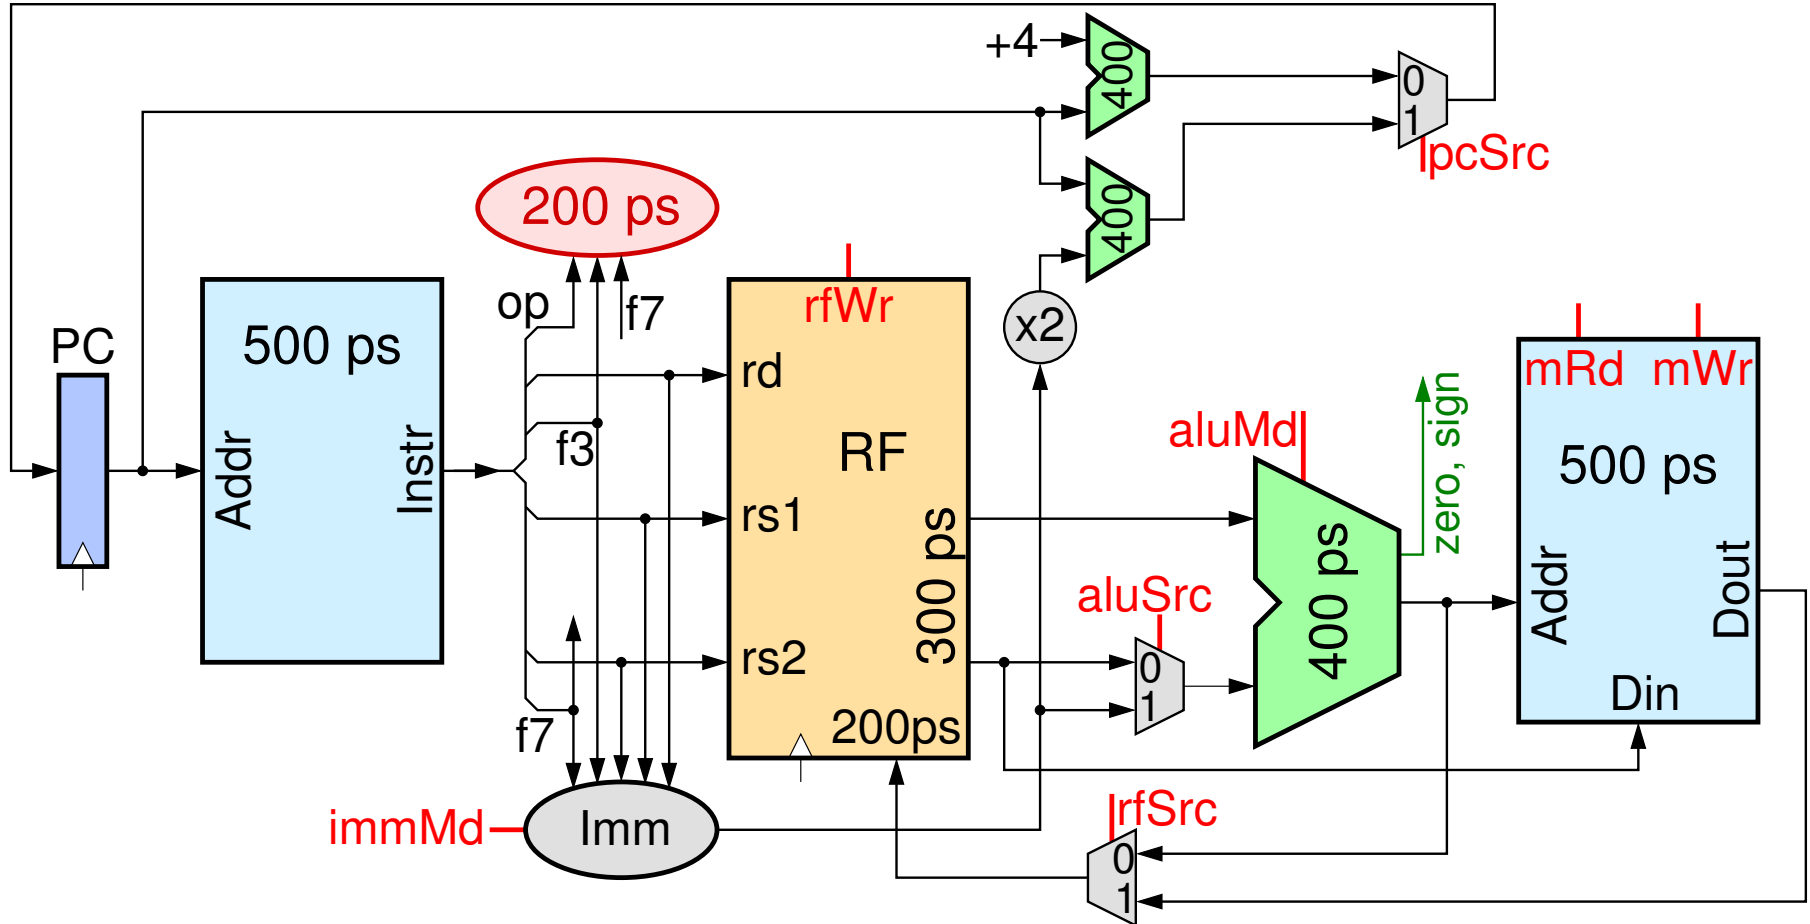 +4
400
0
1
pcSrc
400
200 ps
op
f7
rfWr
x2
PC
500 ps
rd
mRd
mWr
zero, sign
f3
RF
aluMd
500 ps
Addr
Instr
rs1
300 ps
400 ps
Addr
Dout
aluSrc
rs2
0
1
Din
f7
200ps
immMd
Imm
rfSrc
0
1